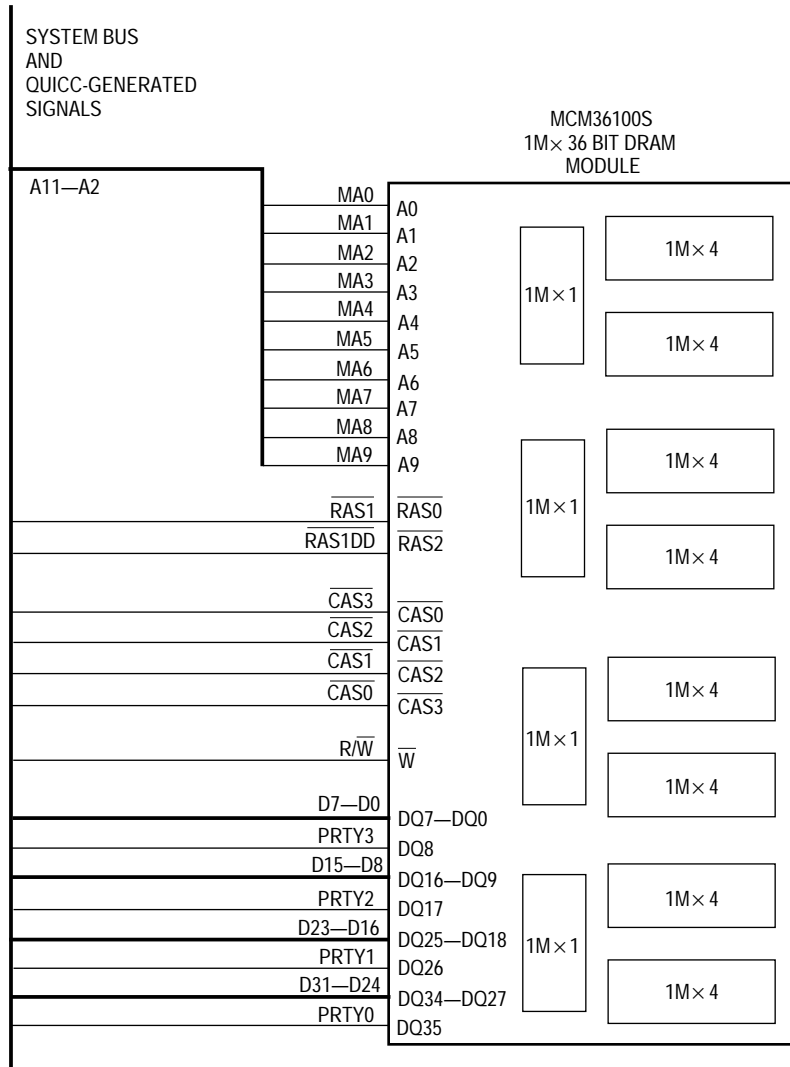 SYSTEM BUS
AND
QUICC-GENERATED
SIGNALS
MCM36100S
1M× 36 BIT DRAM
MODULE
A11—A2
MA0
A0
MA1
A1
MA2
A2
MA3
A3
MA4
A4
MA5
A5
MA6
A6
MA7
A7
MA8
A8
MA9
A9
RAS1
RAS0
RAS1DD
RAS2
CAS3
CAS0
CAS2
CAS1
CAS1
CAS2
CAS0
CAS3
R/W
W
D7—D0
DQ7—DQ0
PRTY3
DQ8
D15—D8
DQ16—DQ9
PRTY2
DQ17
D23—D16
DQ25—DQ18
PRTY1
DQ26
D31—D24
DQ34—DQ27
PRTY0
DQ35
1M×1
1M×4
1M×4
1M×1
1M×4
1M×4
1M×1
1M×4
1M×4
1M×1
1M×4
1M×4